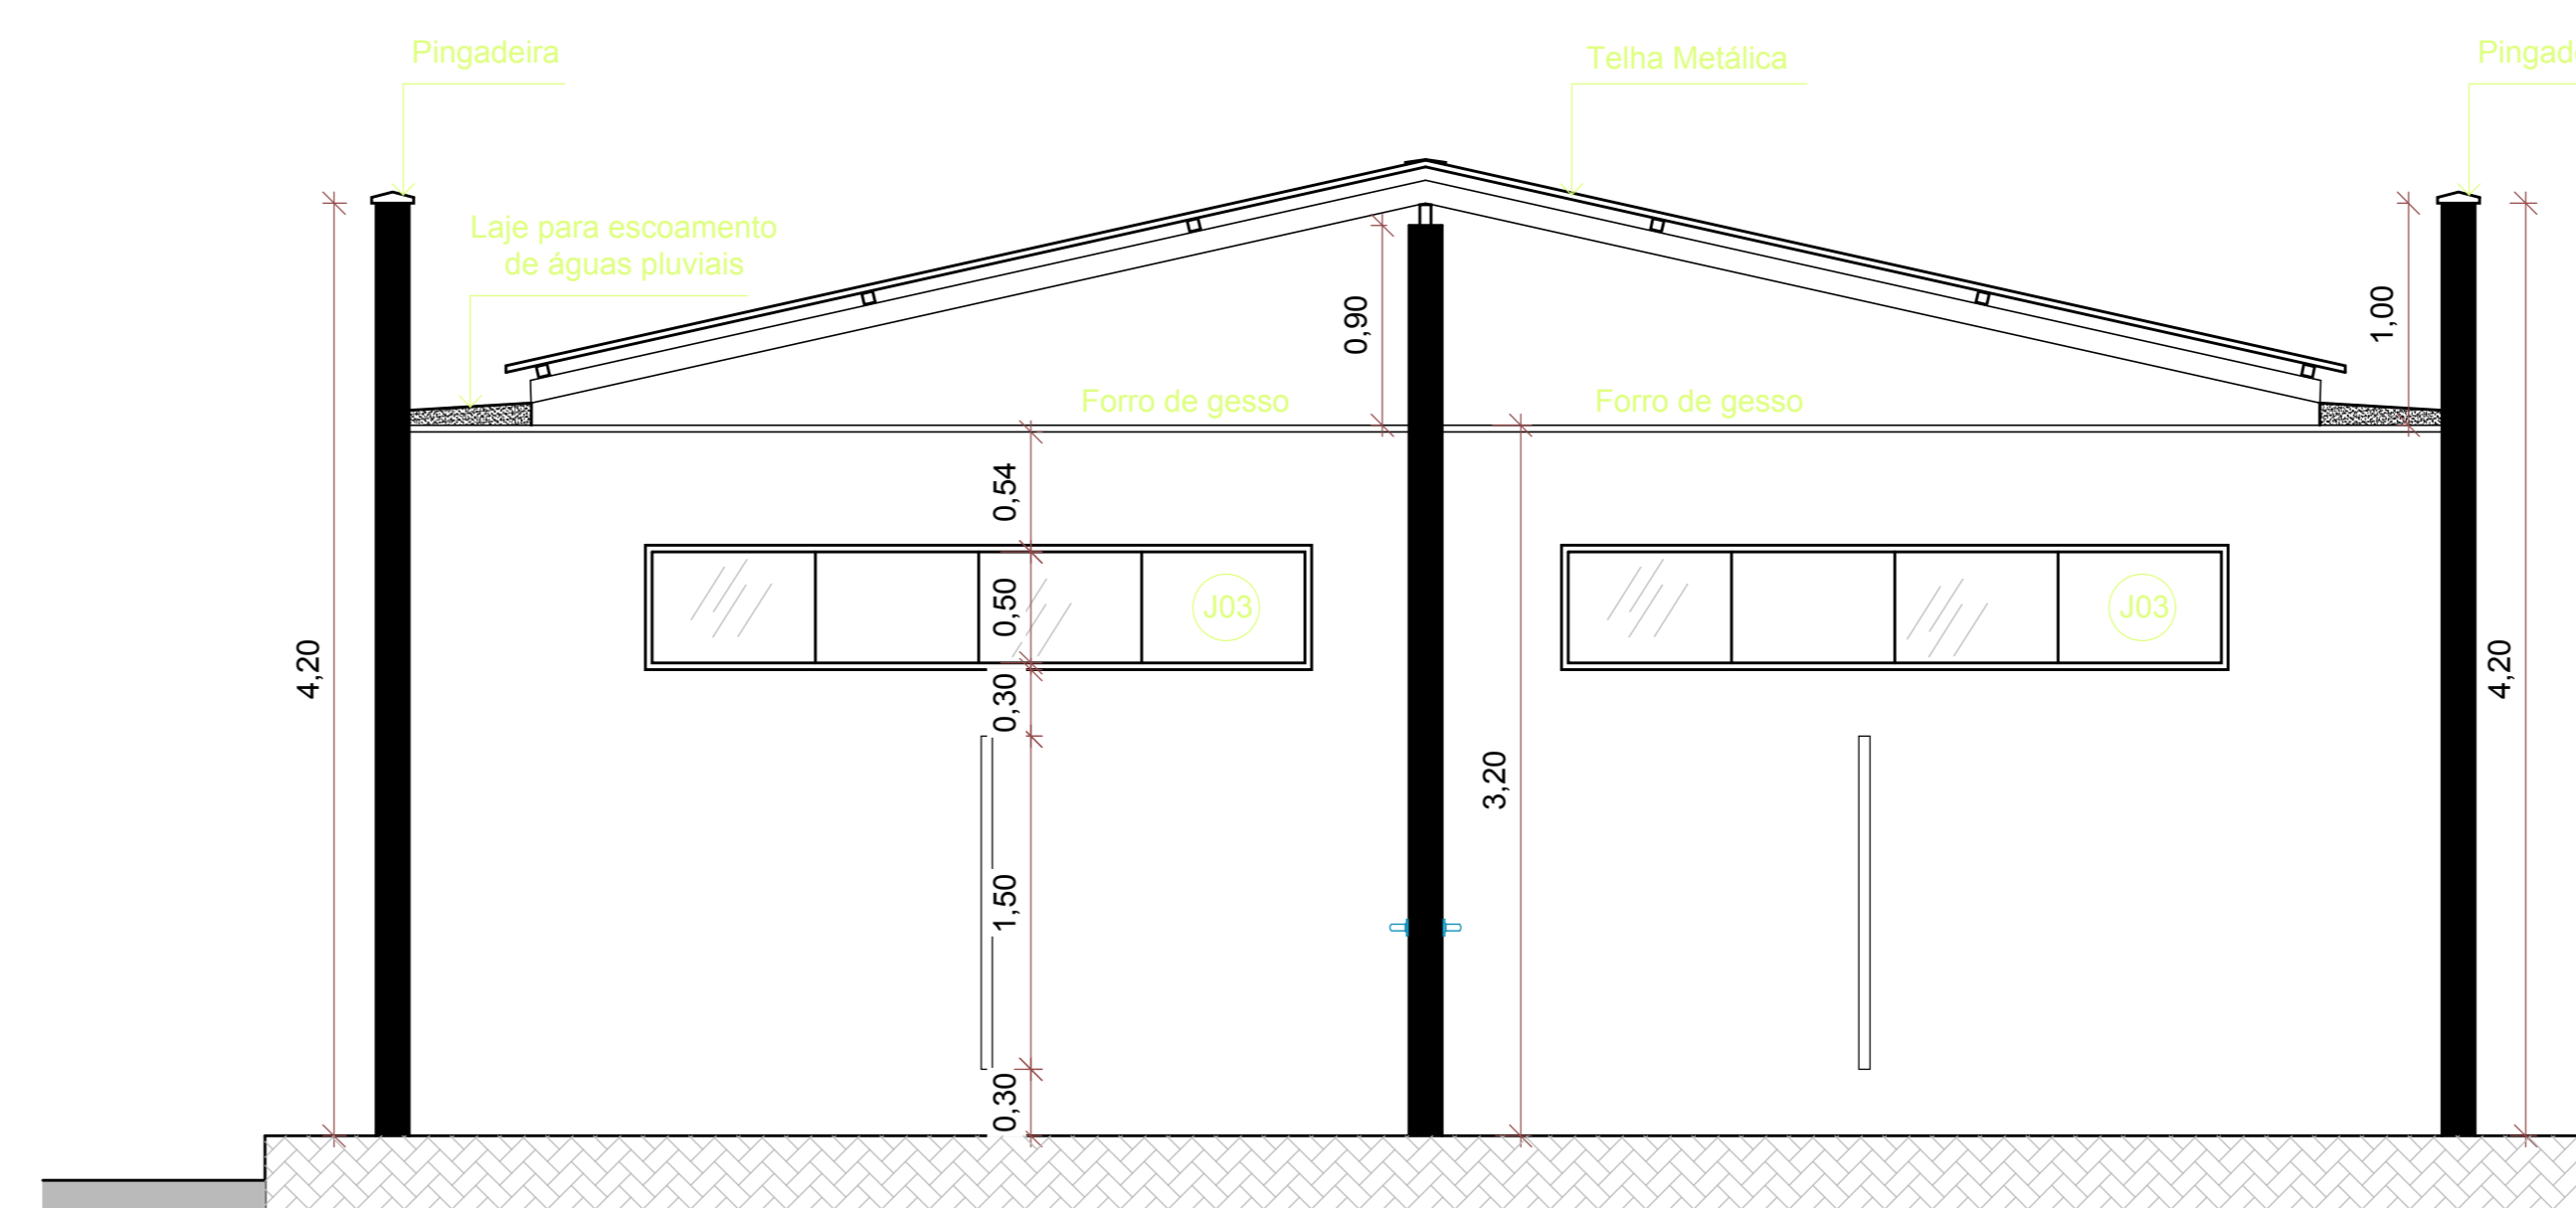 Pingadeira
Telha Metálica
Pingad
Laje para escoamento
de águas pluviais
0,90
1,00
Forro de gesso
Forro de gesso
0,54
0,50
J03
J03
4,20
4,20
0,30
3,20
1,50
0,30